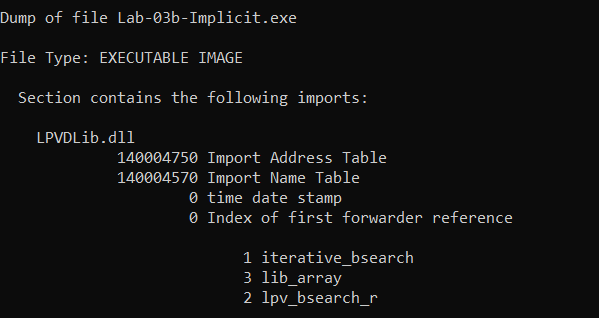 Dump of file Lab-03b-Implicit.exe
File Type: EXECUTABLE IMAGE
Section contains the following imports:
LPVDLib.dll
140004750 Import Address Table
140004570 Import Name Table
0 time date stamp
0 Index of first forwarder reference
1 iterative_bsearch
3 lib_array
2 lpv_bsearch_r